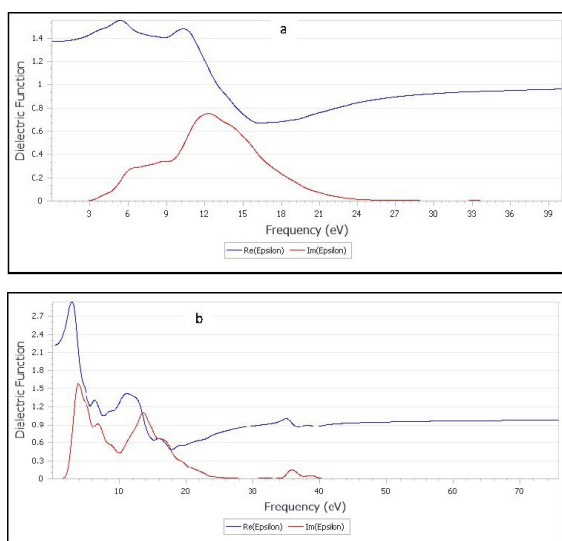 a
Dielectric Function
1.4
1.2
1
0.8
0.6
0.4
0.2
0
3 6 9 12 15 18 21 24 27 30 33 36 39
Frequency (eV)
Re(Epsilon) Im(Epsilon)
b
Dielectric Function
2.7
2.4
2.1
1.8
1.5
1.2
0.9
0.6
0.3
0
10 20 30 40 50 60 70
Frequency (eV)
Re(Epsilon) Im(Epsilon)